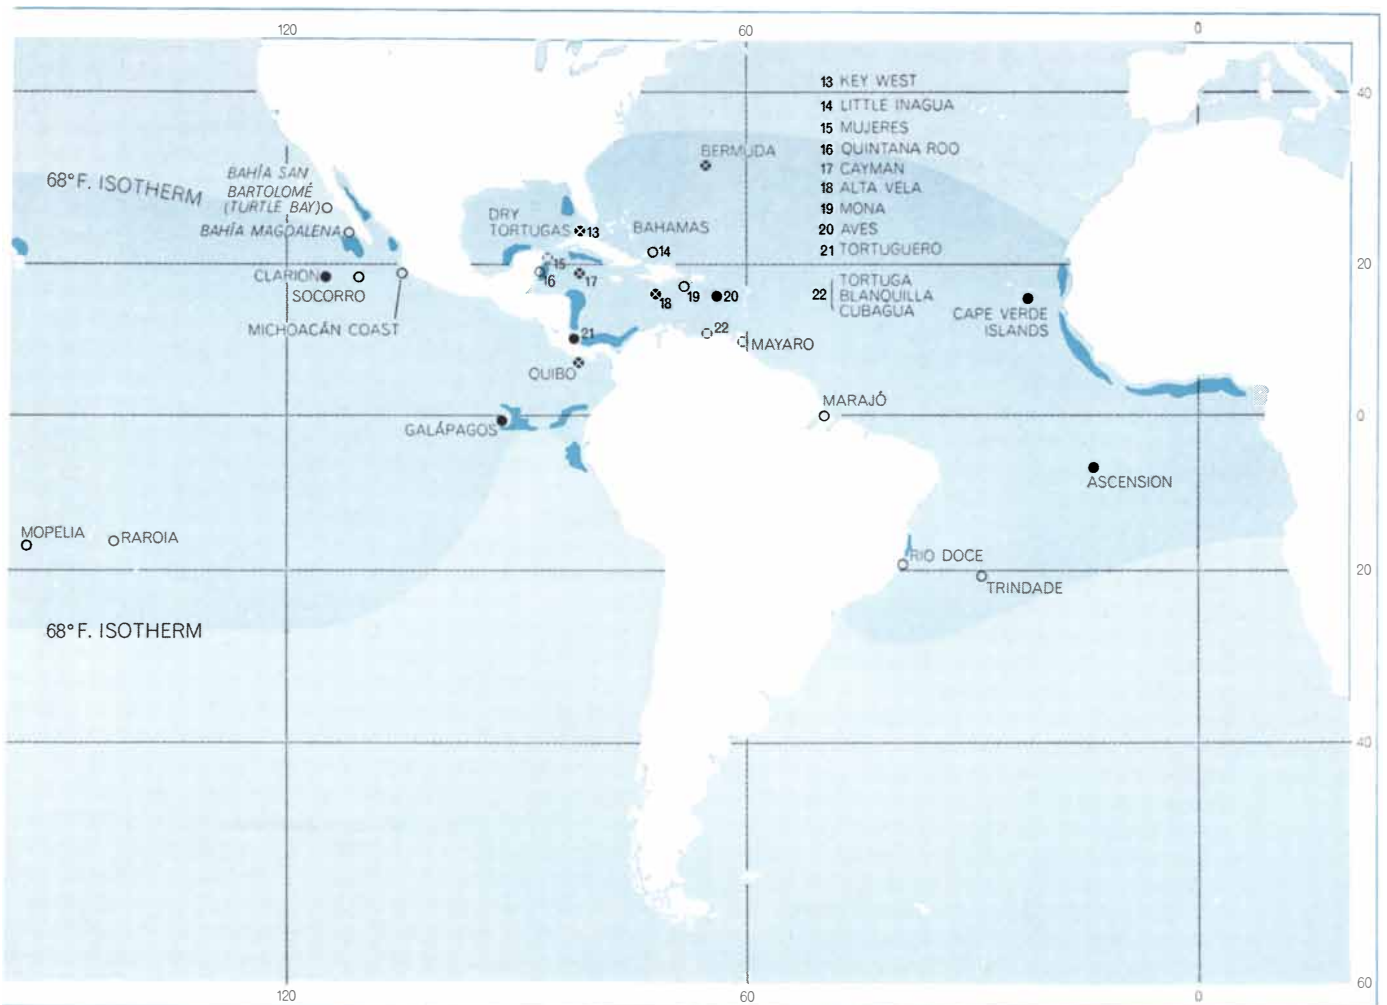 120
60
0
13 KEY WEST
40
40
14 LITTLE INAGUA
15 MUJERES
16 QUINTANA ROO
17 CAYMAN
18 ALTA VELA
19 MONA
20 AVES
21 TORTUGUERO
22 TORTUGA
BLANQUILLA
CUBAGUA
BERMUDA
68°F. ISOTHERM
BAHÍA SAN
BARTOLOMÉ
(TURTLE BAY)
BAHÍA MAGDALENA
DRY
TORTUGAS
13
BAHAMAS
14
20
15
16
17
CLARION
SOCORRO
18
19
20
CAPE VERDE
ISLANDS
MICHOACÁN COAST
21
22
MAYARO
QUIBO
MARAJÓ
0
GALÁPAGOS
ASCENSION
MOPELIA
RAROIA
RIO DOCE
20
TRINDADE
68°F. ISOTHERM
40
60
120
60
0